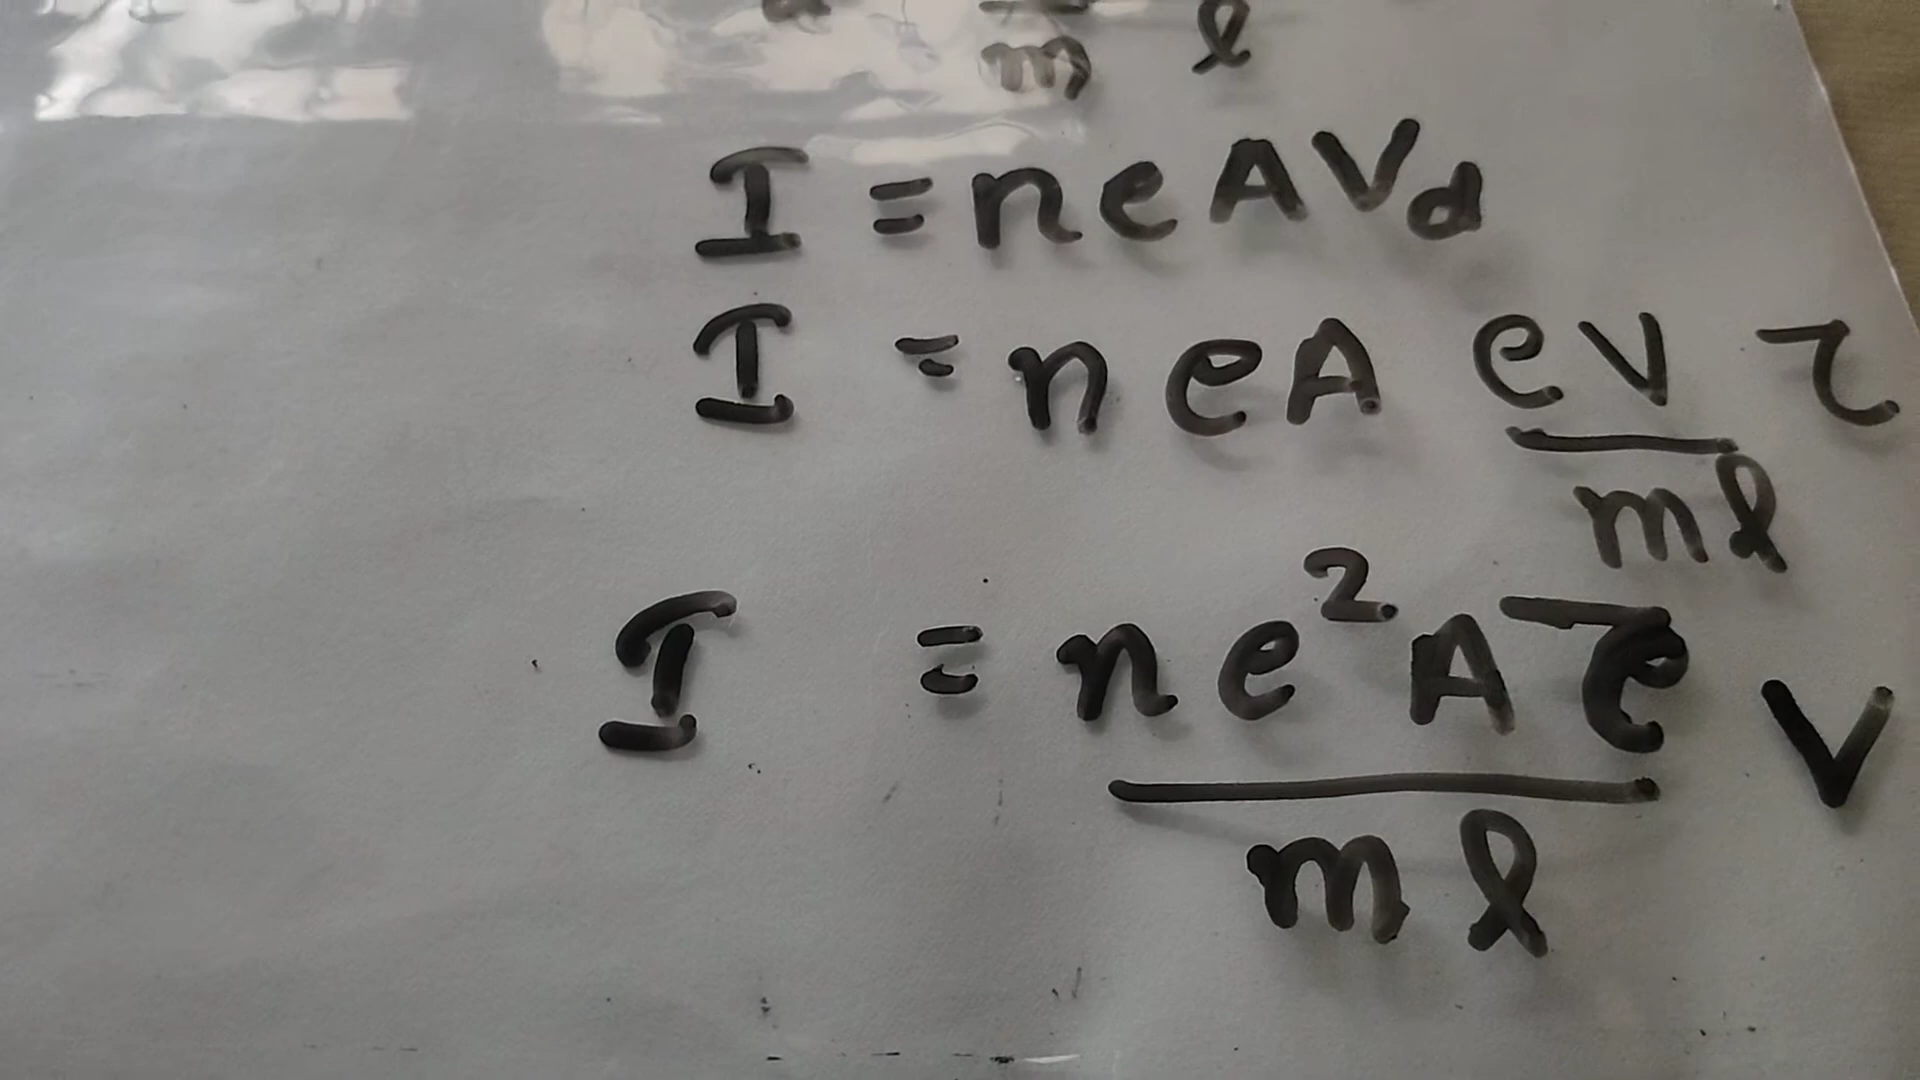 m l
I = neAVd
I = neA eV/ml τ
I = ne²Aτ/ml V